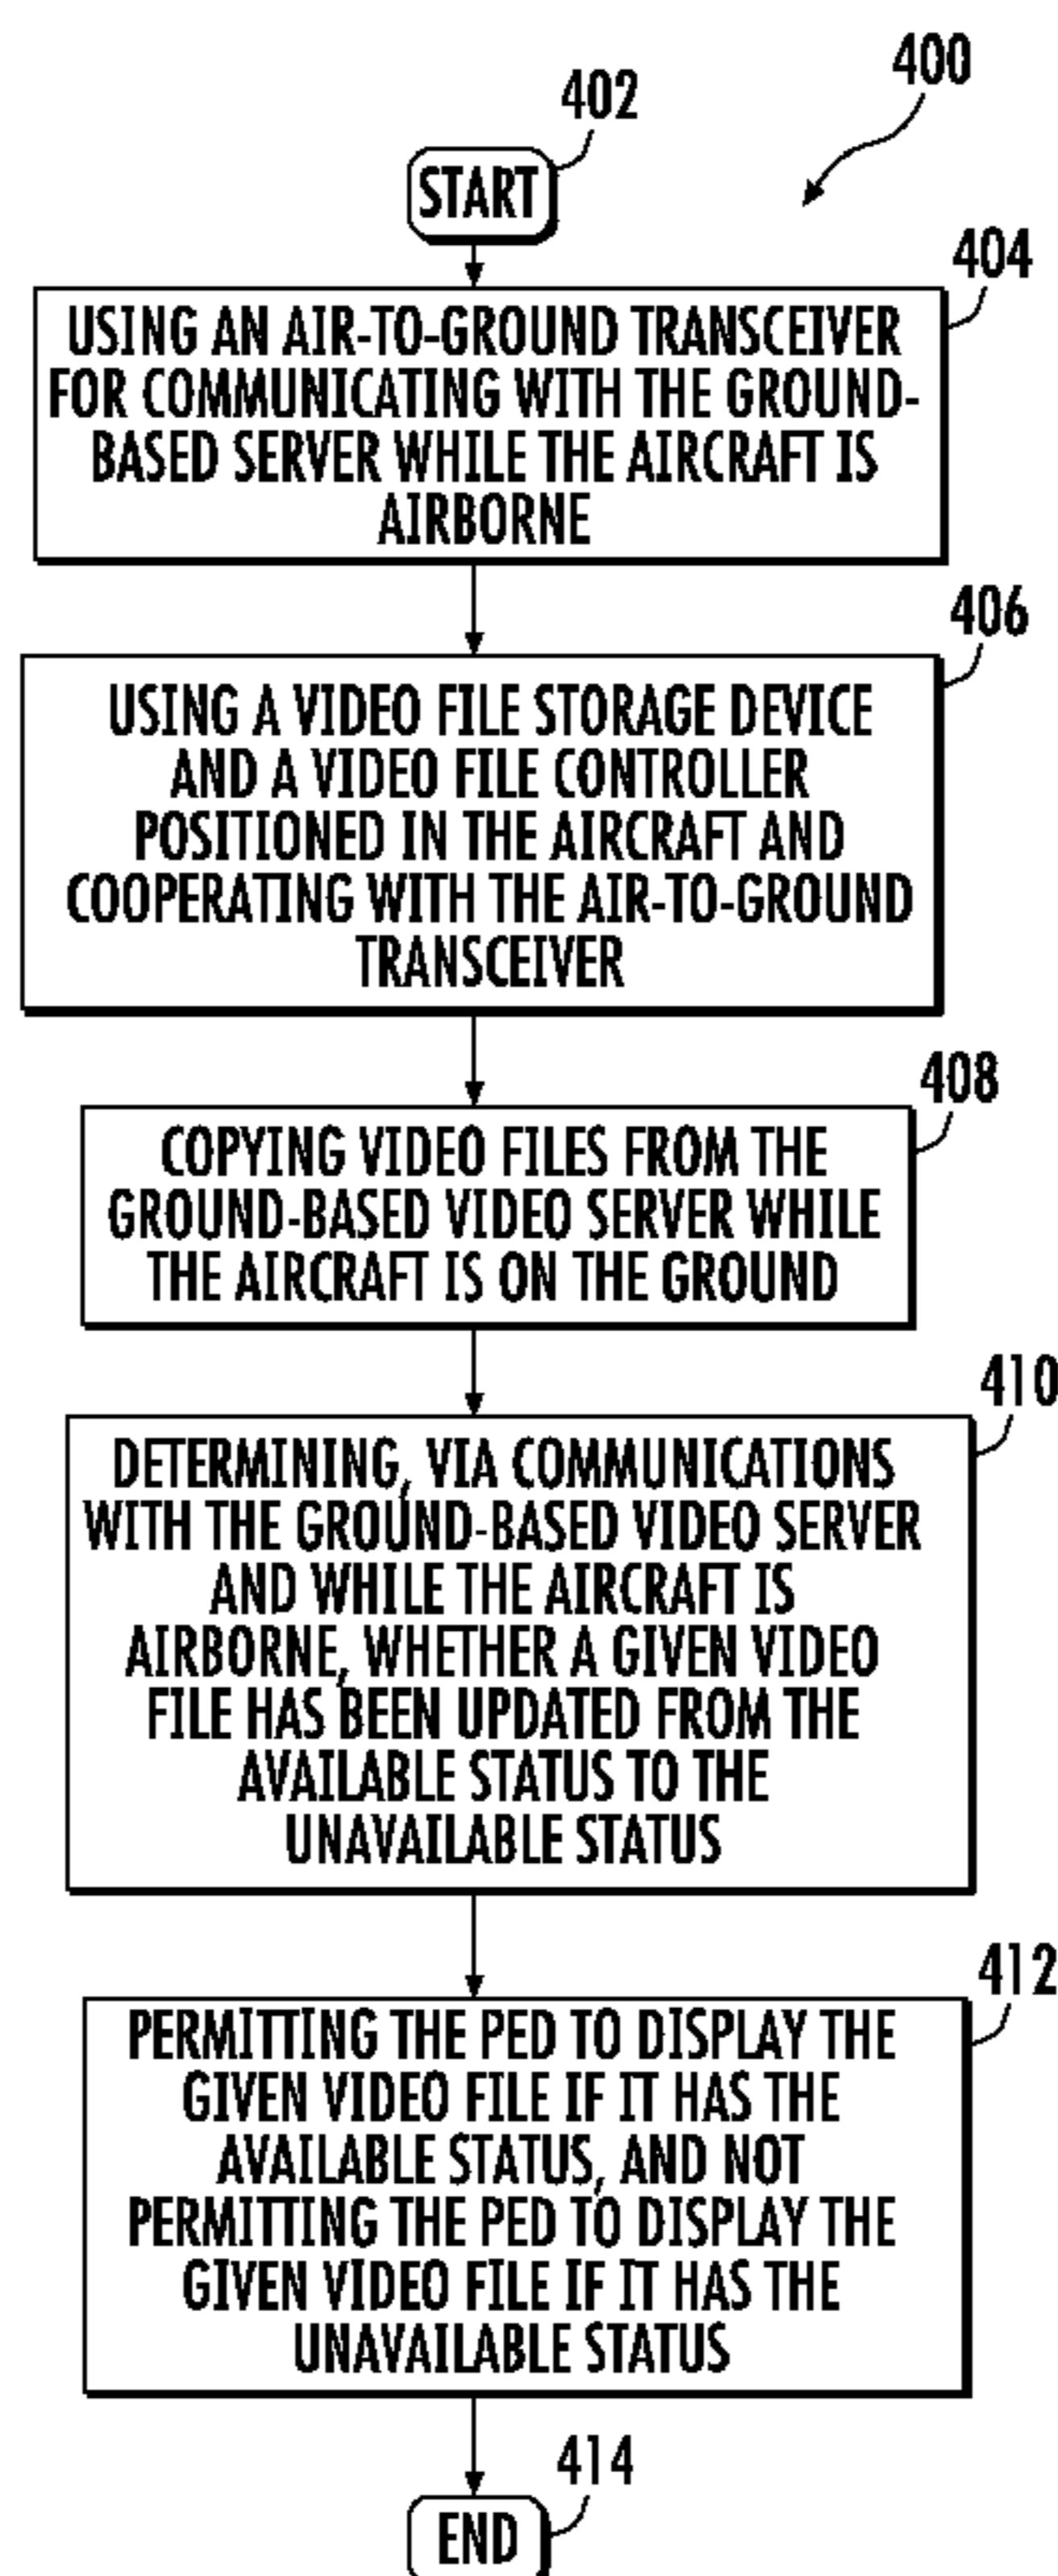 400
402
START
404
USING AN AIR-TO-GROUND TRANSCEIVER
FOR COMMUNICATING WITH THE GROUND-
BASED SERVER WHILE THE AIRCRAFT IS
AIRBORNE
406
USING A VIDEO FILE STORAGE DEVICE
AND A VIDEO FILE CONTROLLER
POSITIONED IN THE AIRCRAFT AND
COOPERATING WITH THE AIR-TO-GROUND
TRANSCEIVER
408
COPYING VIDEO FILES FROM THE
GROUND-BASED VIDEO SERVER WHILE
THE AIRCRAFT IS ON THE GROUND
410
DETERMINING, VIA COMMUNICATIONS
WITH THE GROUND-BASED VIDEO SERVER
AND WHILE THE AIRCRAFT IS
AIRBORNE, WHETHER A GIVEN VIDEO
FILE HAS BEEN UPDATED FROM THE
AVAILABLE STATUS TO THE
UNAVAILABLE STATUS
412
PERMITTING THE PED TO DISPLAY THE
GIVEN VIDEO FILE IF IT HAS THE
AVAILABLE STATUS, AND NOT
PERMITTING THE PED TO DISPLAY THE
GIVEN VIDEO FILE IF IT HAS THE
UNAVAILABLE STATUS
414
END